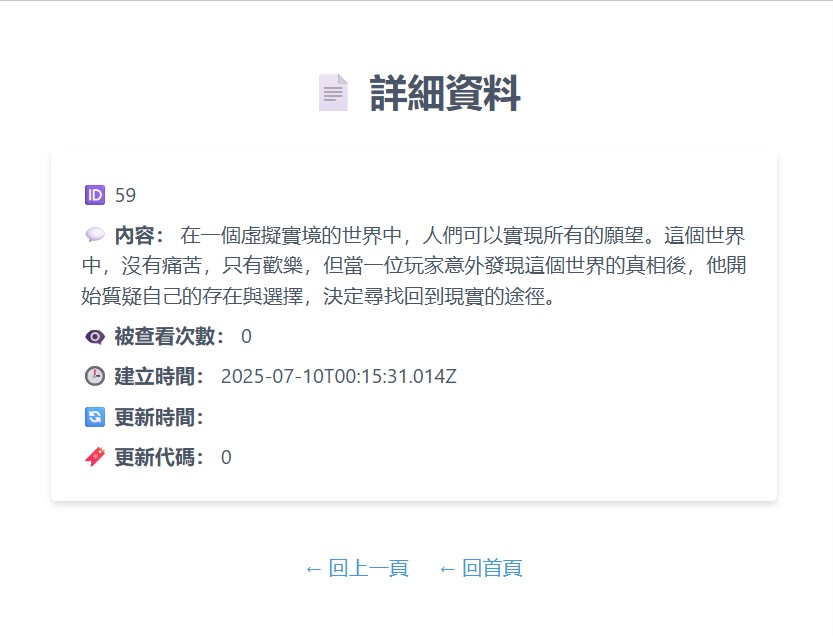 詳細資料
ID 59
內容： 在一個虛擬實境的世界中，人們可以實現所有的願望。這個世界
中，沒有痛苦，只有歡樂，但當一位玩家意外發現這個世界的真相後，他開
始質疑自己的存在與選擇，決定尋找回到現實的途徑。
被查看次數： 0
建立時間： 2025-07-10T00:15:31.014Z
更新時間：
更新代碼： 0
← 回上一頁 ← 回首頁